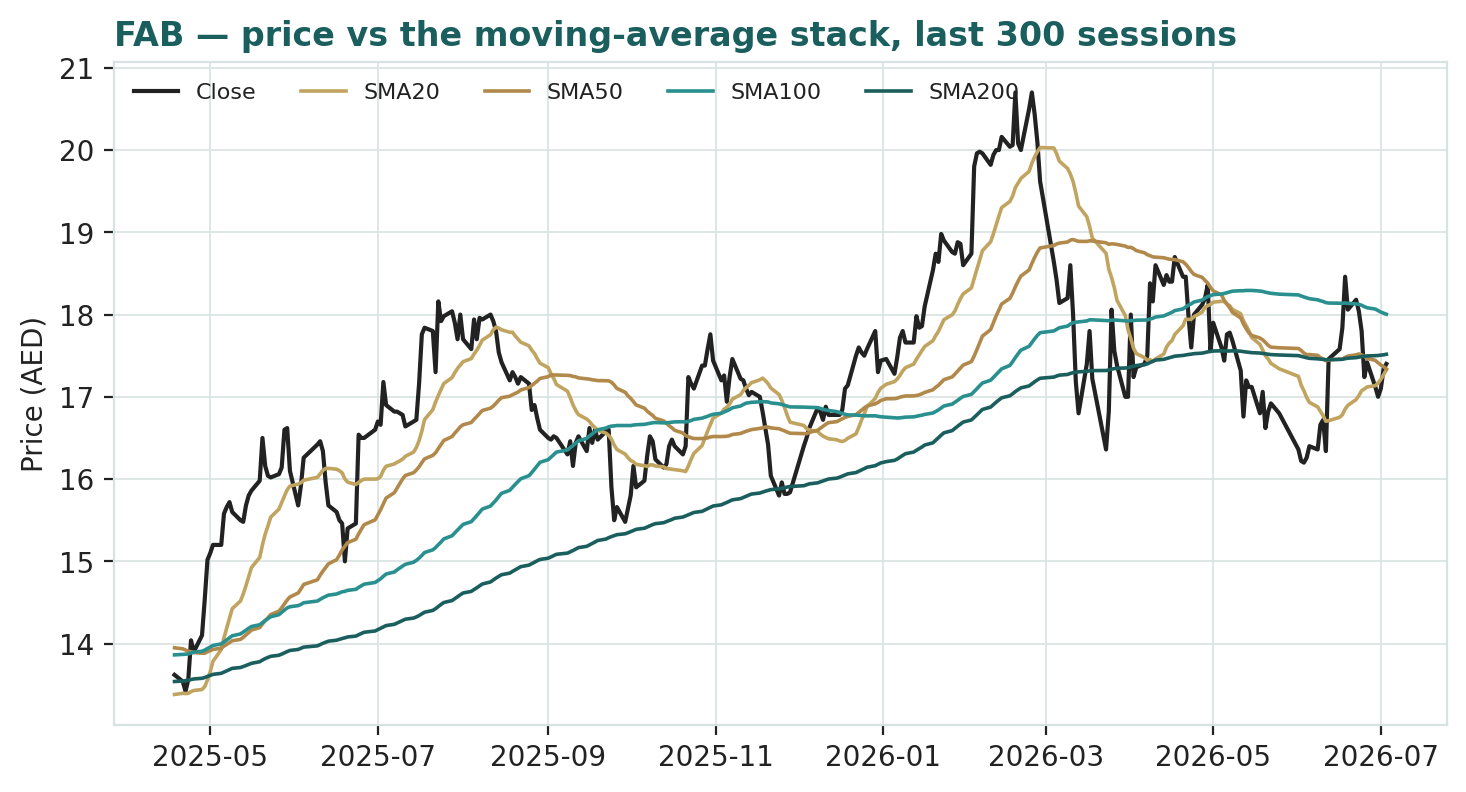 FAB — price vs the moving-average stack, last 300 sessions
Close SMA20 SMA50 SMA100 SMA200
Price (AED)
21
20
19
18
17
16
15
14
2025-05 2025-07 2025-09 2025-11 2026-01 2026-03 2026-05 2026-07